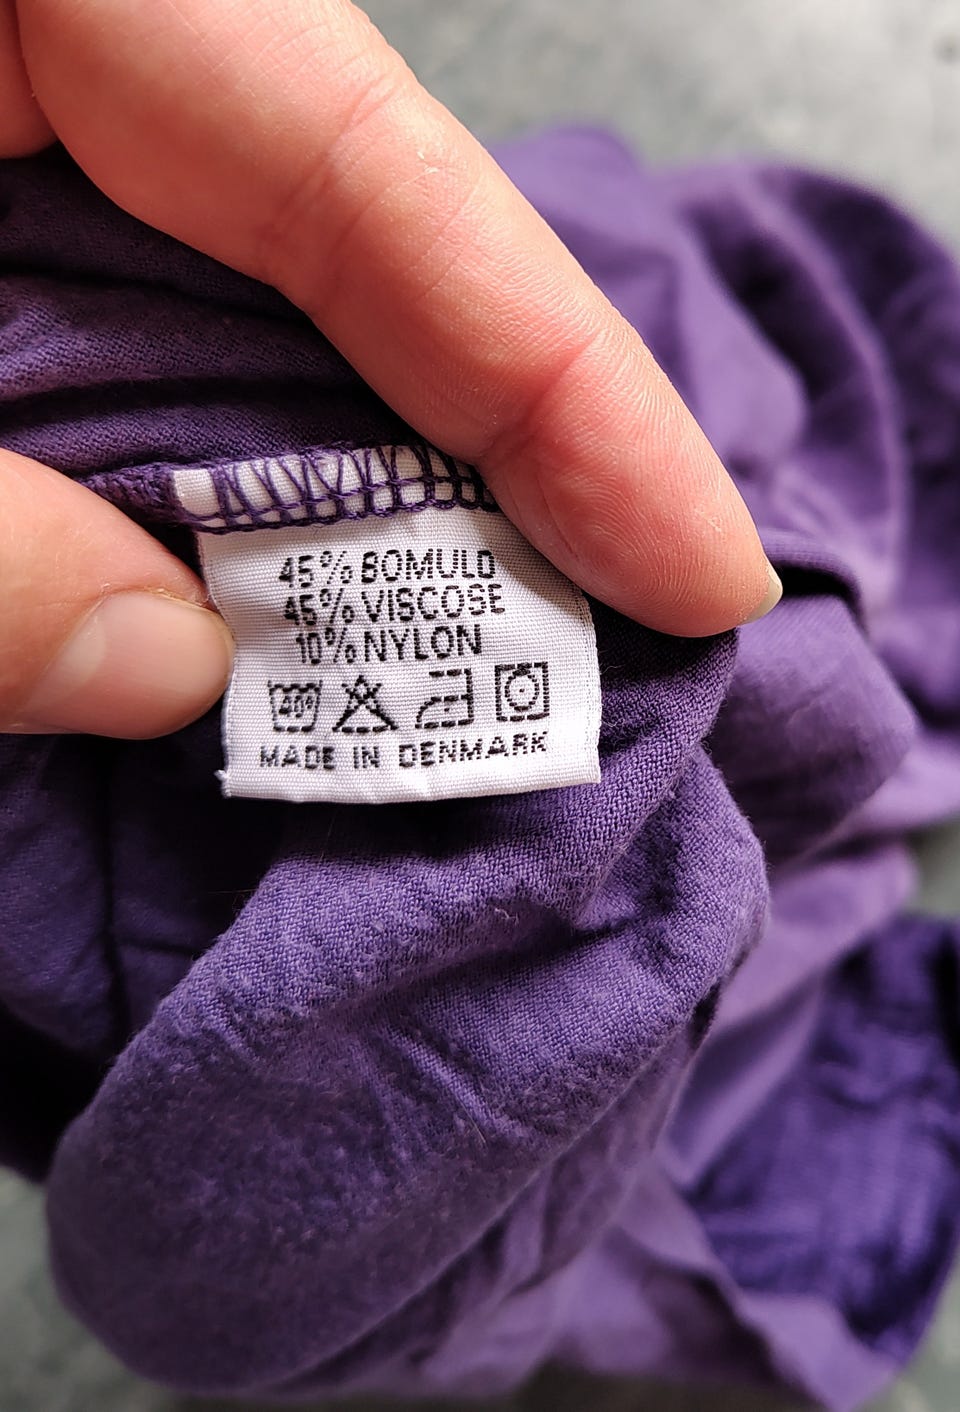 45% BOMULD
45% VISCOSE
10% NYLON
40°
MADE IN DENMARK